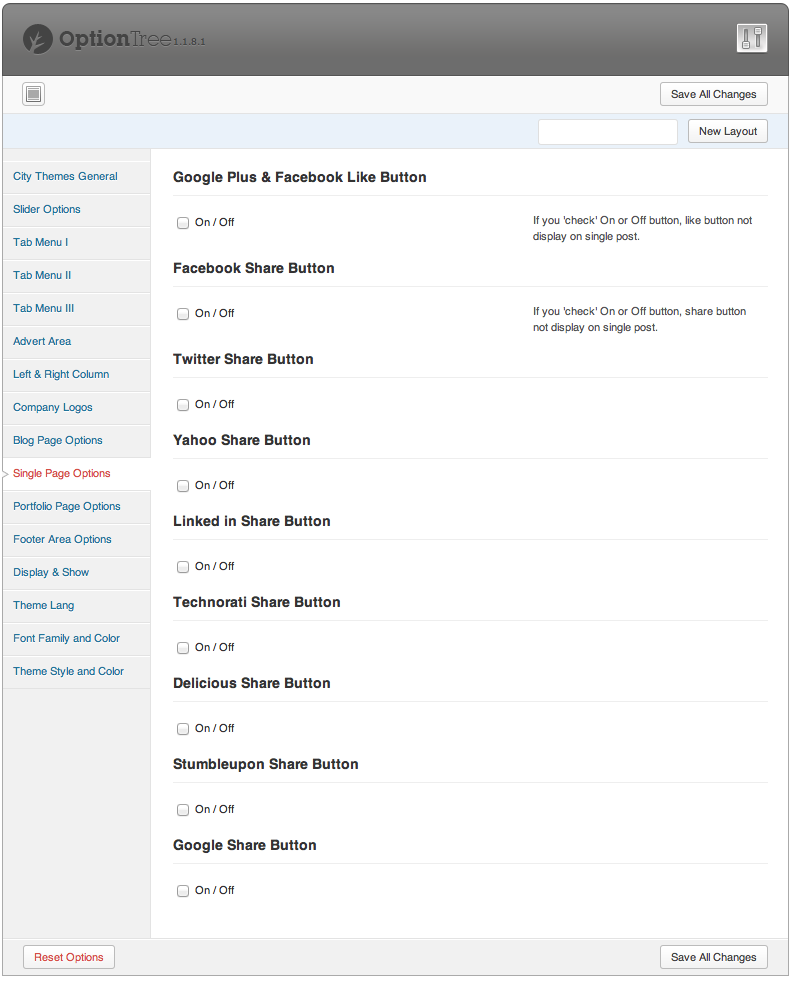 OptionTree 1.1.8.1
Save All Changes
New Layout
City Themes General
Slider Options
Tab Menu I
Tab Menu II
Tab Menu III
Advert Area
Left & Right Column
Company Logos
Blog Page Options
Single Page Options
Portfolio Page Options
Footer Area Options
Display & Show
Theme Lang
Font Family and Color
Theme Style and Color
Google Plus & Facebook Like Button
On / Off
If you 'check' On or Off button, like button not
display on single post.
Facebook Share Button
On / Off
If you 'check' On or Off button, share button
not display on single post.
Twitter Share Button
On / Off
Yahoo Share Button
On / Off
Linked in Share Button
On / Off
Technorati Share Button
On / Off
Delicious Share Button
On / Off
Stumbleupon Share Button
On / Off
Google Share Button
On / Off
Reset Options
Save All Changes